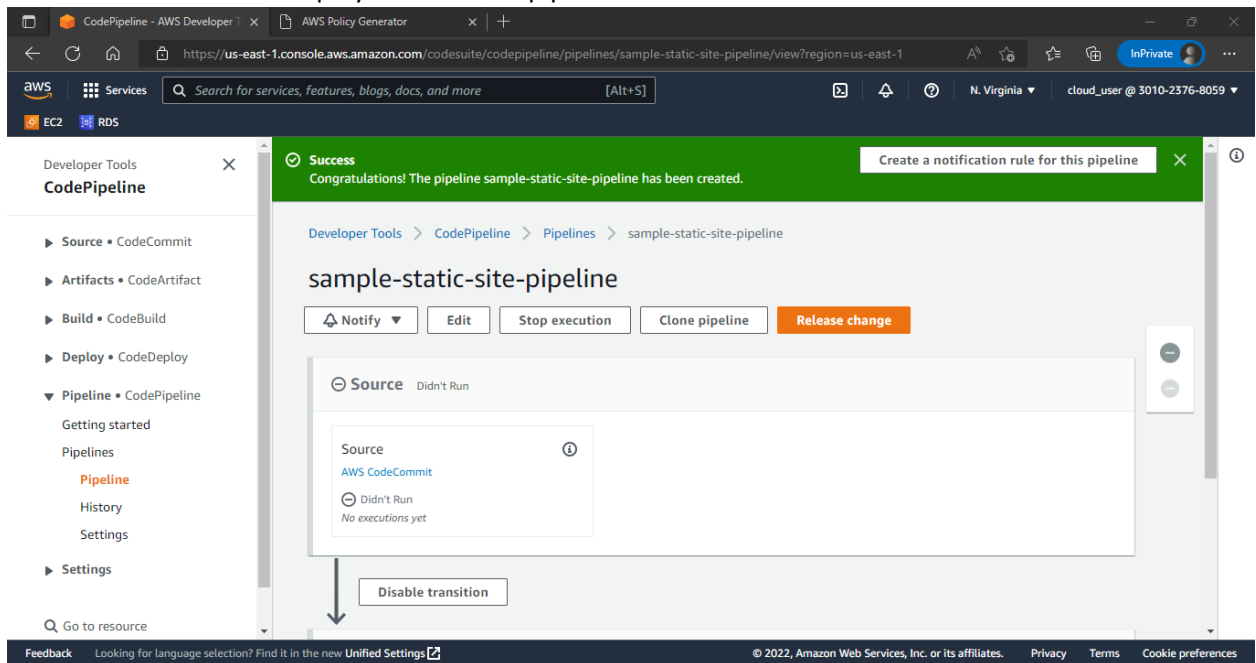 CodePipeline - AWS Developer T
AWS Policy Generator
https://us-east-1.console.aws.amazon.com/codesuite/codepipeline/pipelines/sample-static-site-pipeline/view?region=us-east-1
InPrivate
aws
Services
Search for services, features, blogs, docs, and more
[Alt+S]
N. Virginia
cloud_user @ 3010-2376-8059
EC2
RDS
Developer Tools
CodePipeline
Source • CodeCommit
Artifacts • CodeArtifact
Build • CodeBuild
Deploy • CodeDeploy
Pipeline • CodePipeline
Getting started
Pipelines
Pipeline
History
Settings
Settings
Go to resource
Success
Congratulations! The pipeline sample-static-site-pipeline has been created.
Create a notification rule for this pipeline
Developer Tools > CodePipeline > Pipelines > sample-static-site-pipeline
sample-static-site-pipeline
Notify
Edit
Stop execution
Clone pipeline
Release change
Source Didn't Run
Source
AWS CodeCommit
Didn't Run
No executions yet
Disable transition
Feedback
Looking for language selection? Find it in the new Unified Settings
© 2022, Amazon Web Services, Inc. or its affiliates.
Privacy
Terms
Cookie preferences